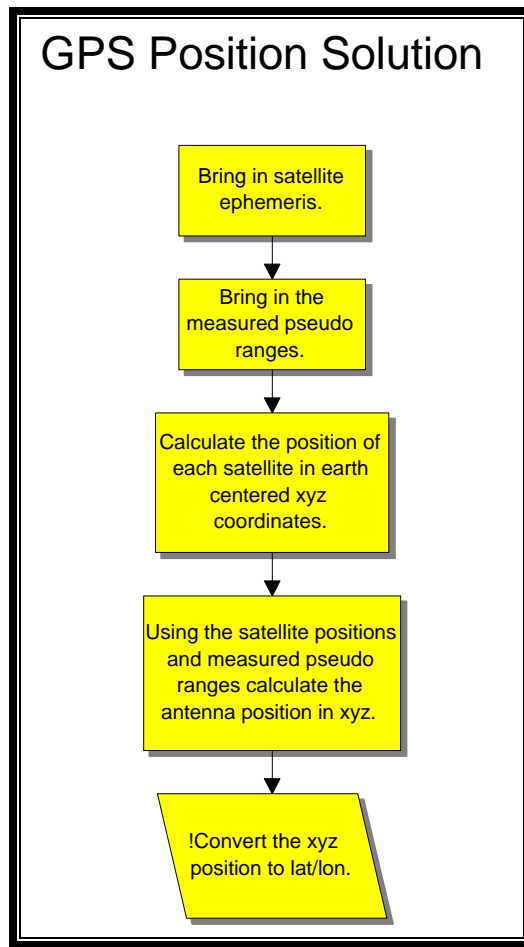 GPS Position Solution
Bring in satellite
ephemeris.
Bring in the
measured pseudo
ranges.
Calculate the position of
each satellite in earth
centered xyz
coordinates.
Using the satellite positions
and measured pseudo
ranges calculate the
antenna position in xyz.
!Convert the xyz
position to lat/lon.